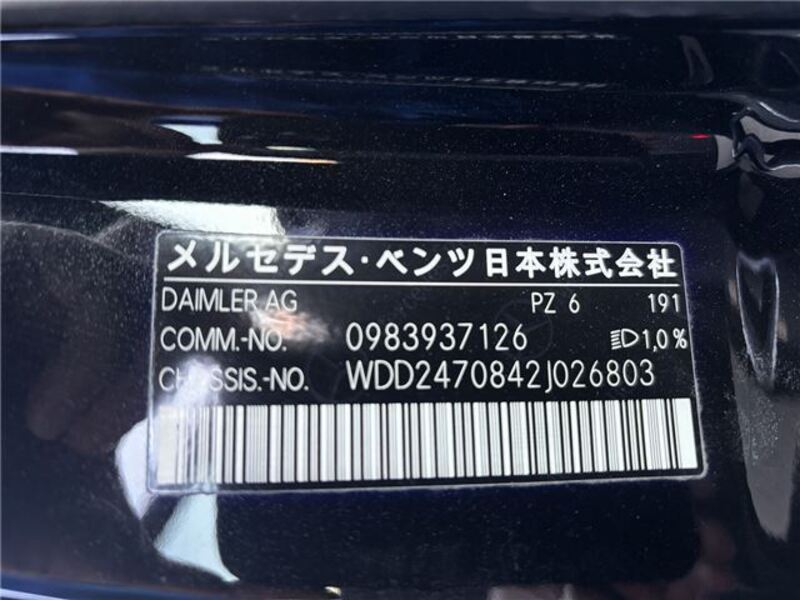 メルセデス・ベンツ日本株式会社
DAIMLER AG PZ 6 191
COMM.-NO. 0983937126 1,0%
CHASSIS.-NO. WDD2470842J026803